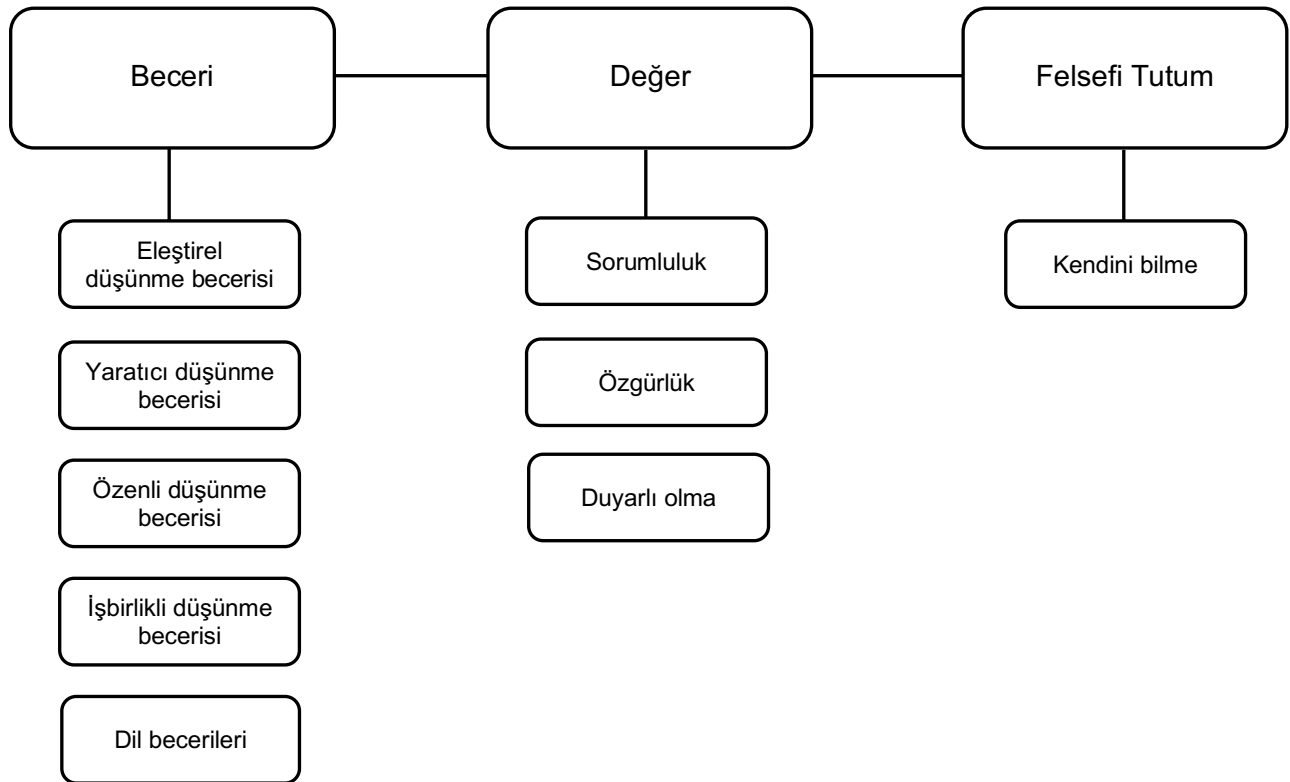 Beceri
Değer
Felsefi Tutum
Eleştirel
düşünme becerisi
Yaratıcı düşünme
becerisi
Özenli düşünme
becerisi
İşbirlikli düşünme
becerisi
Dil becerileri
Sorumluluk
Özgürlük
Duyarlı olma
Kendini bilme